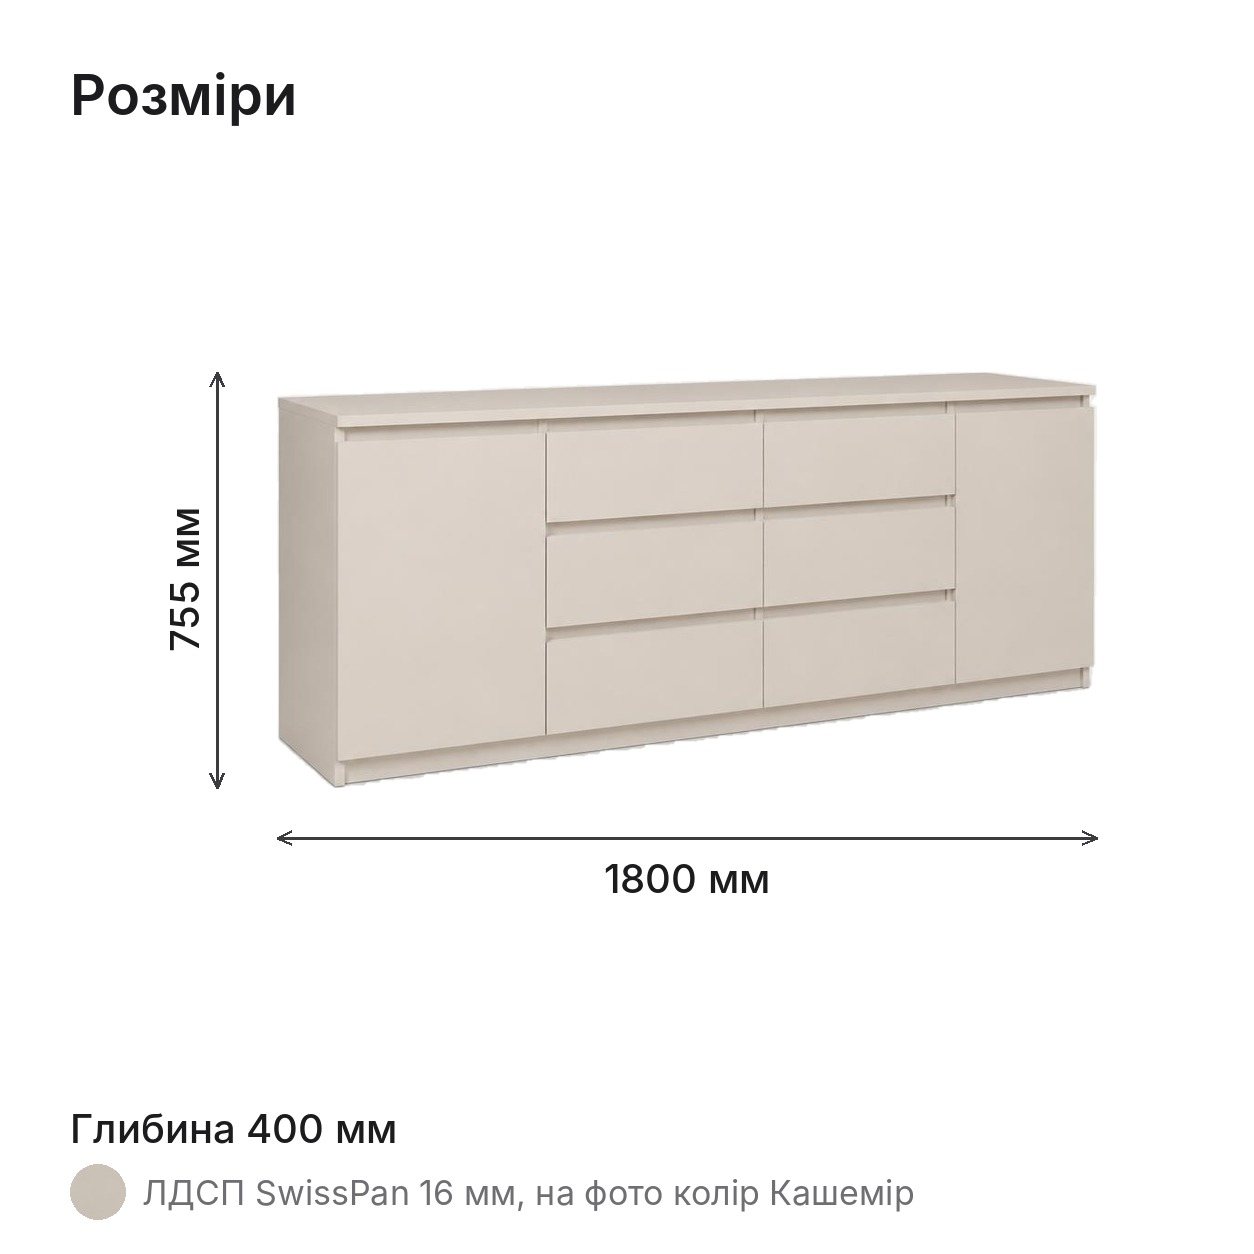 Розміри
755 мм
1800 мм
Глибина 400 мм
ЛДСП SwissPan 16 мм, на фото колір Кашемір